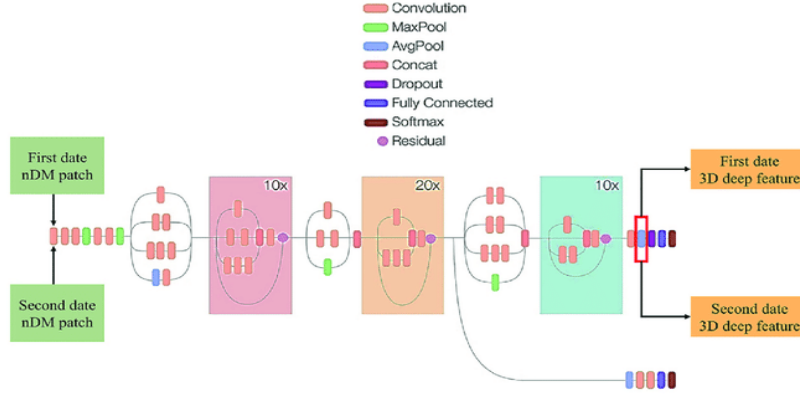 Convolution
MaxPool
AvgPool
Concat
Dropout
Fully Connected
Softmax
Residual
First date
nDM patch
10x
20x
10x
First date
3D deep feature
Second date
nDM patch
Second date
3D deep feature